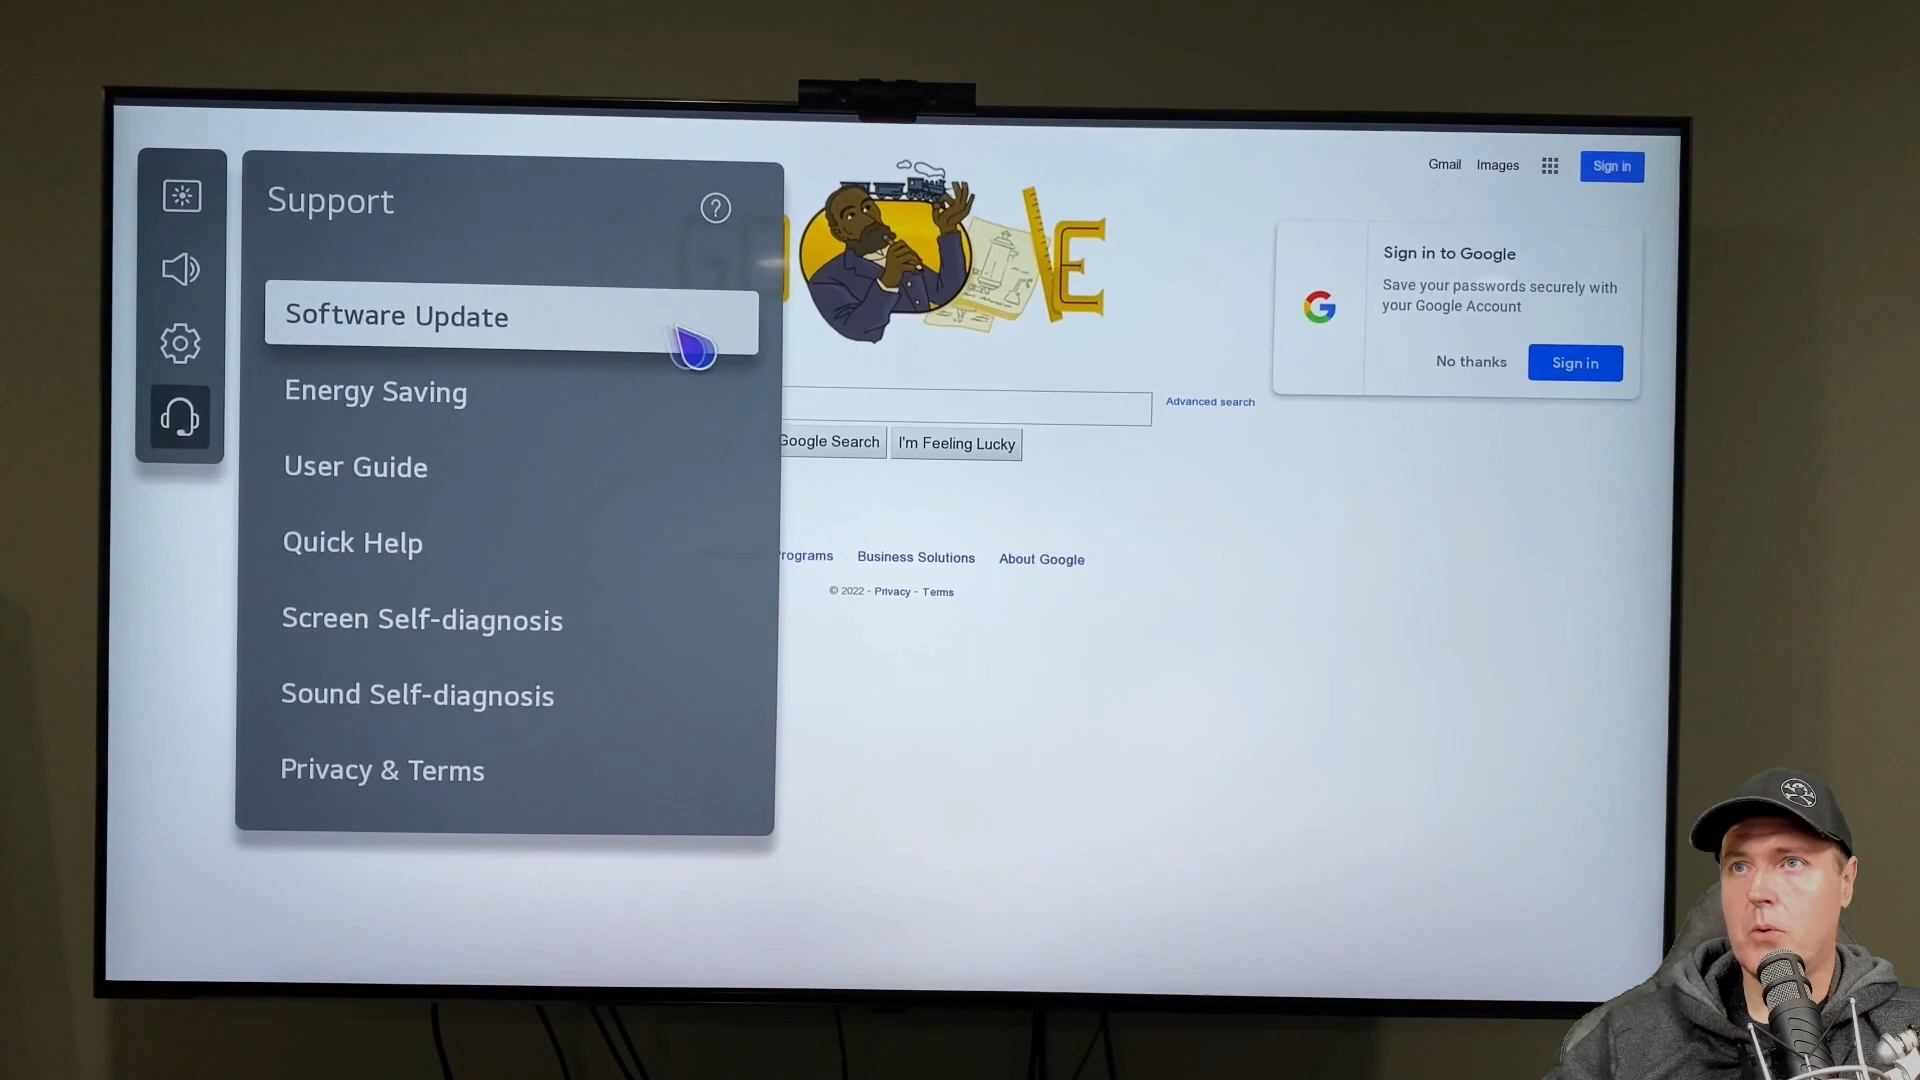 Support
?
Software Update
Energy Saving
User Guide
Quick Help
Screen Self-diagnosis
Sound Self-diagnosis
Privacy & Terms
Gmail Images Sign in
G
Sign in to Google
Save your passwords securely with
your Google Account
No thanks Sign in
Advanced search
Google Search I'm Feeling Lucky
rograms Business Solutions About Google
© 2022 - Privacy - Terms